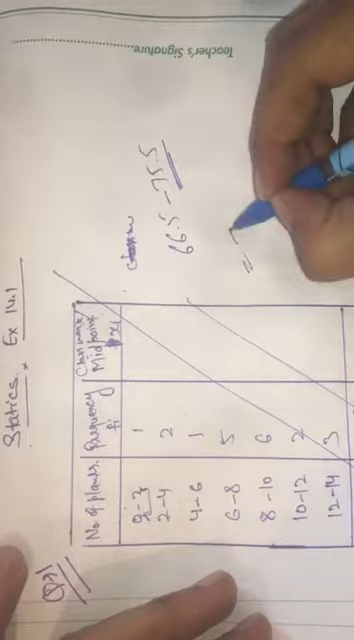 Teacher's Signature
Statics. Ex 14.1
Q1)
No. of plants. Frequency fi Class mark/ Midpoint xi
0-2 1
2-4 2
4-6 1
6-8 5
8-10 6
10-12 2
12-14 3
66.5-75.5
=